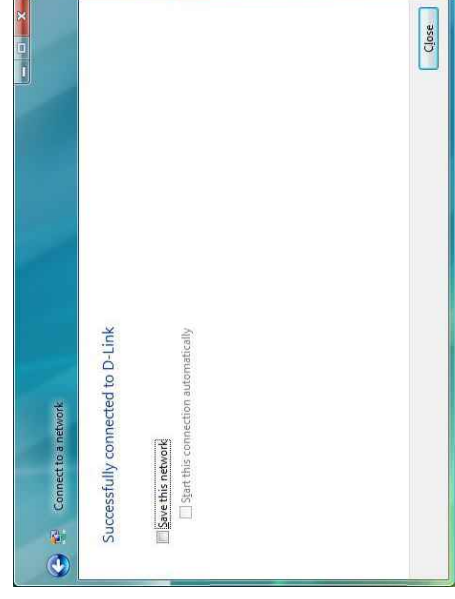 Connect to a network
Successfully connected to D-Link
Save this network
Start this connection automatically
Close